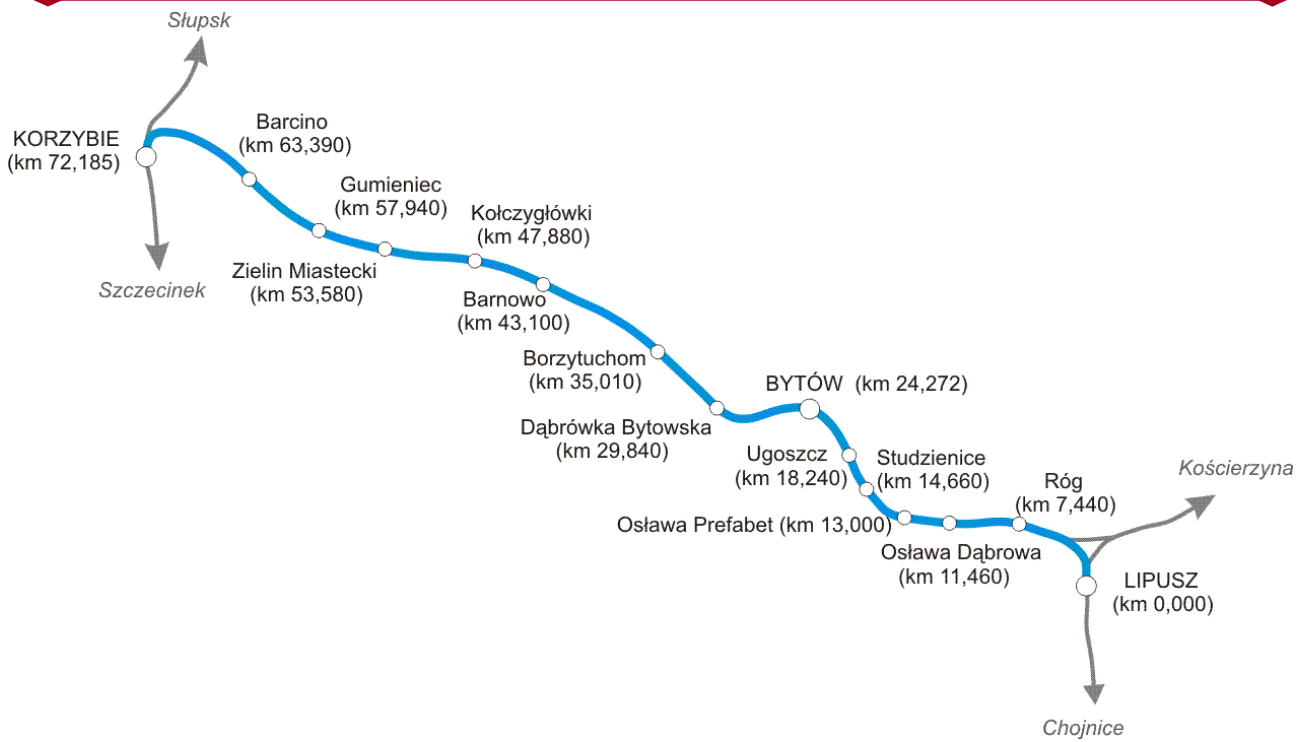 Słupsk
KORZYBIE
(km 72,185)
Barcino
(km 63,390)
Gumieniec
(km 57,940)
Kołczygłówki
(km 47,880)
Zielin Miastecki
(km 53,580)
Szczecinek
Barnowo
(km 43,100)
Borzytuchom
(km 35,010)
BYTÓW (km 24,272)
Dąbrówka Bytowska
(km 29,840)
Ugoszcz
(km 18,240)
Studzienice
(km 14,660)
Róg
(km 7,440)
Kościerzyna
Osława Prefabet (km 13,000)
Osława Dąbrowa
(km 11,460)
LIPUSZ
(km 0,000)
Chojnice